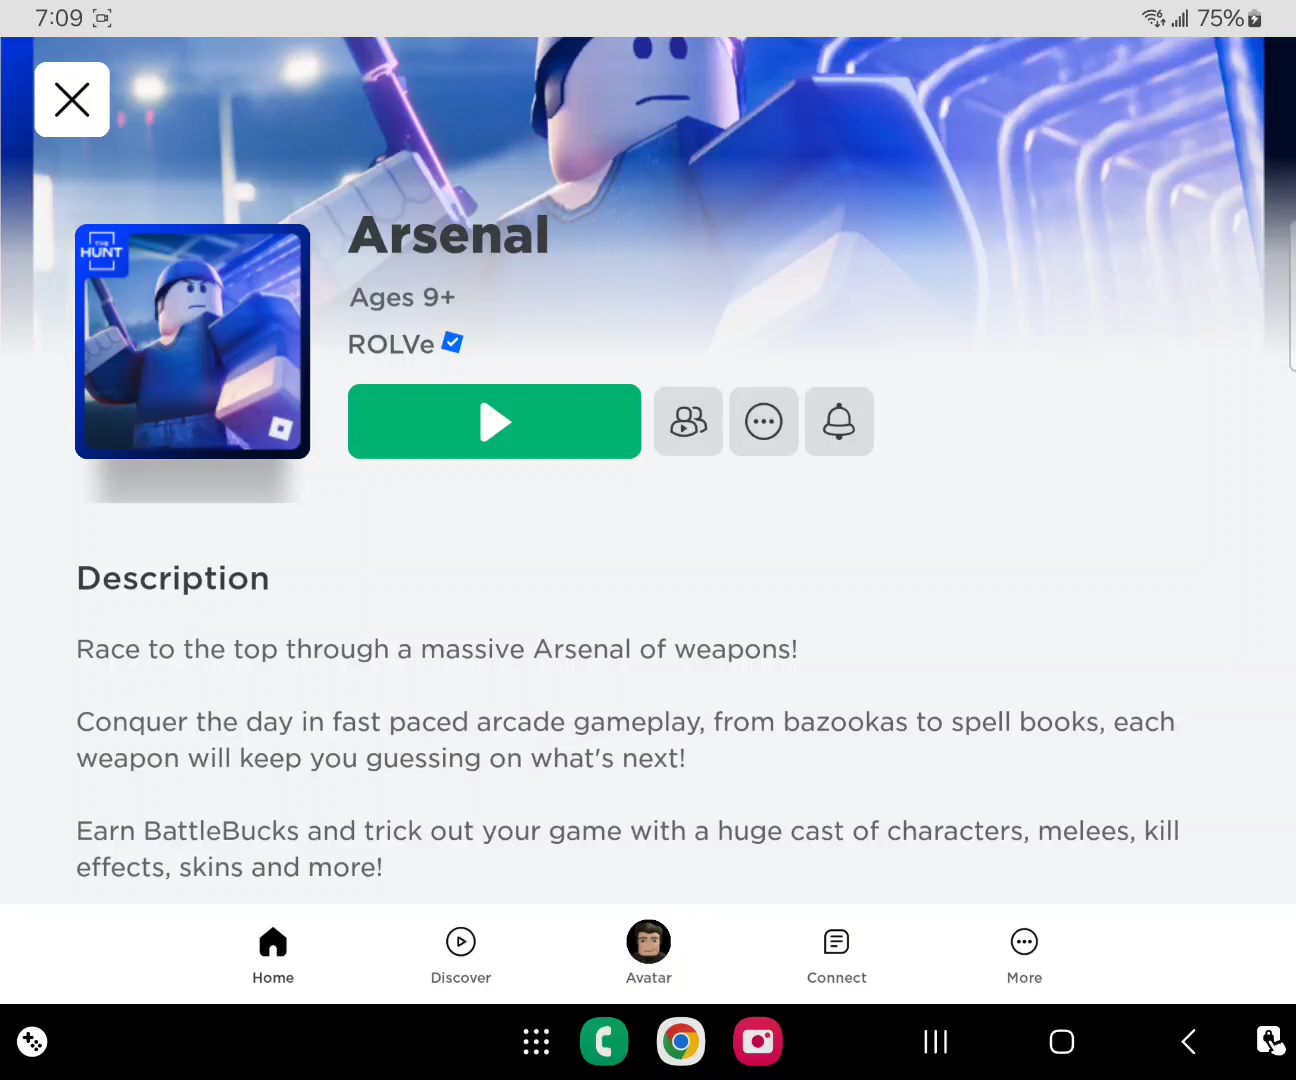 7:09
75%
THE
HUNT
Arsenal
Ages 9+
ROLVe
Description
Race to the top through a massive Arsenal of weapons!
Conquer the day in fast paced arcade gameplay, from bazookas to spell books, each
weapon will keep you guessing on what's next!
Earn BattleBucks and trick out your game with a huge cast of characters, melees, kill
effects, skins and more!
Home
Discover
Avatar
Connect
More